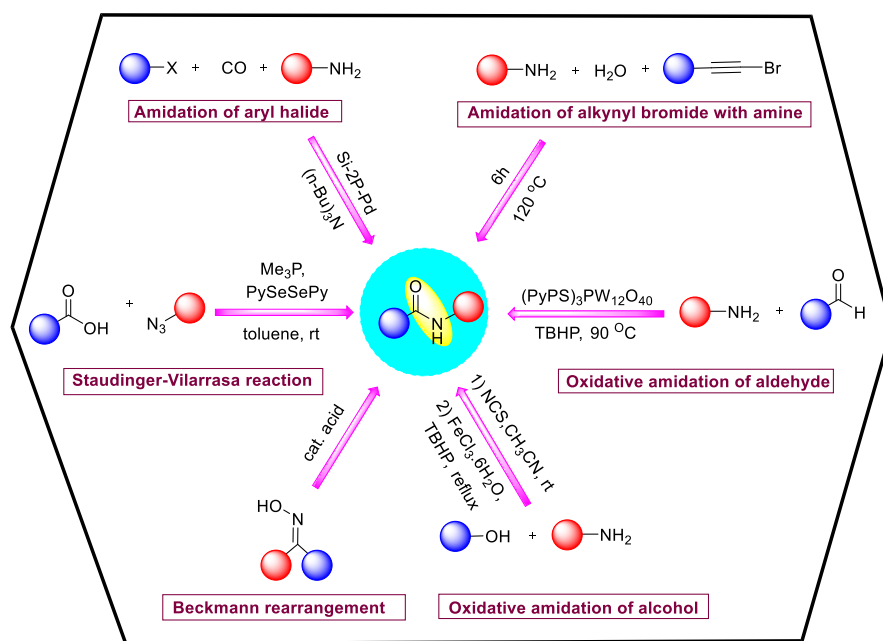 X + CO + NH2
Amidation of aryl halide
NH2 + H2O + Br
Amidation of alkynyl bromide with amine
Si-2P-Pd
(n-Bu)3N
6h
120 oC
O
OH
+
N3
Me3P,
PySeSePy
toluene, rt
Staudinger-Vilarrasa reaction
O
N
H
(PyPS)3PW12O40
TBHP, 90 OC
NH2
+
O
H
Oxidative amidation of aldehyde
cat. acid
HO
N
Beckmann rearrangement
1) NCS,CH3CN, rt
2) FeCl3.6H2O,
TBHP, reflux
OH + NH2
Oxidative amidation of alcohol